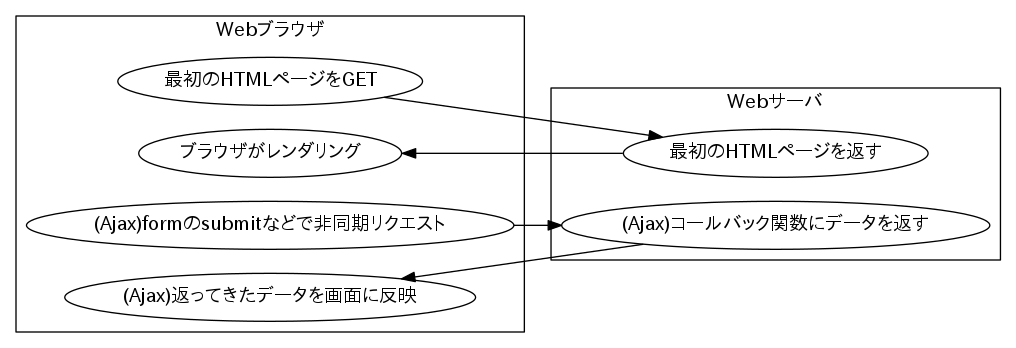 Webブラウザ
最初のHTMLページをGET
ブラウザがレンダリング
(Ajax)formのsubmitなどで非同期リクエスト
(Ajax)返ってきたデータを画面に反映
Webサーバ
最初のHTMLページを返す
(Ajax)コールバック関数にデータを返す